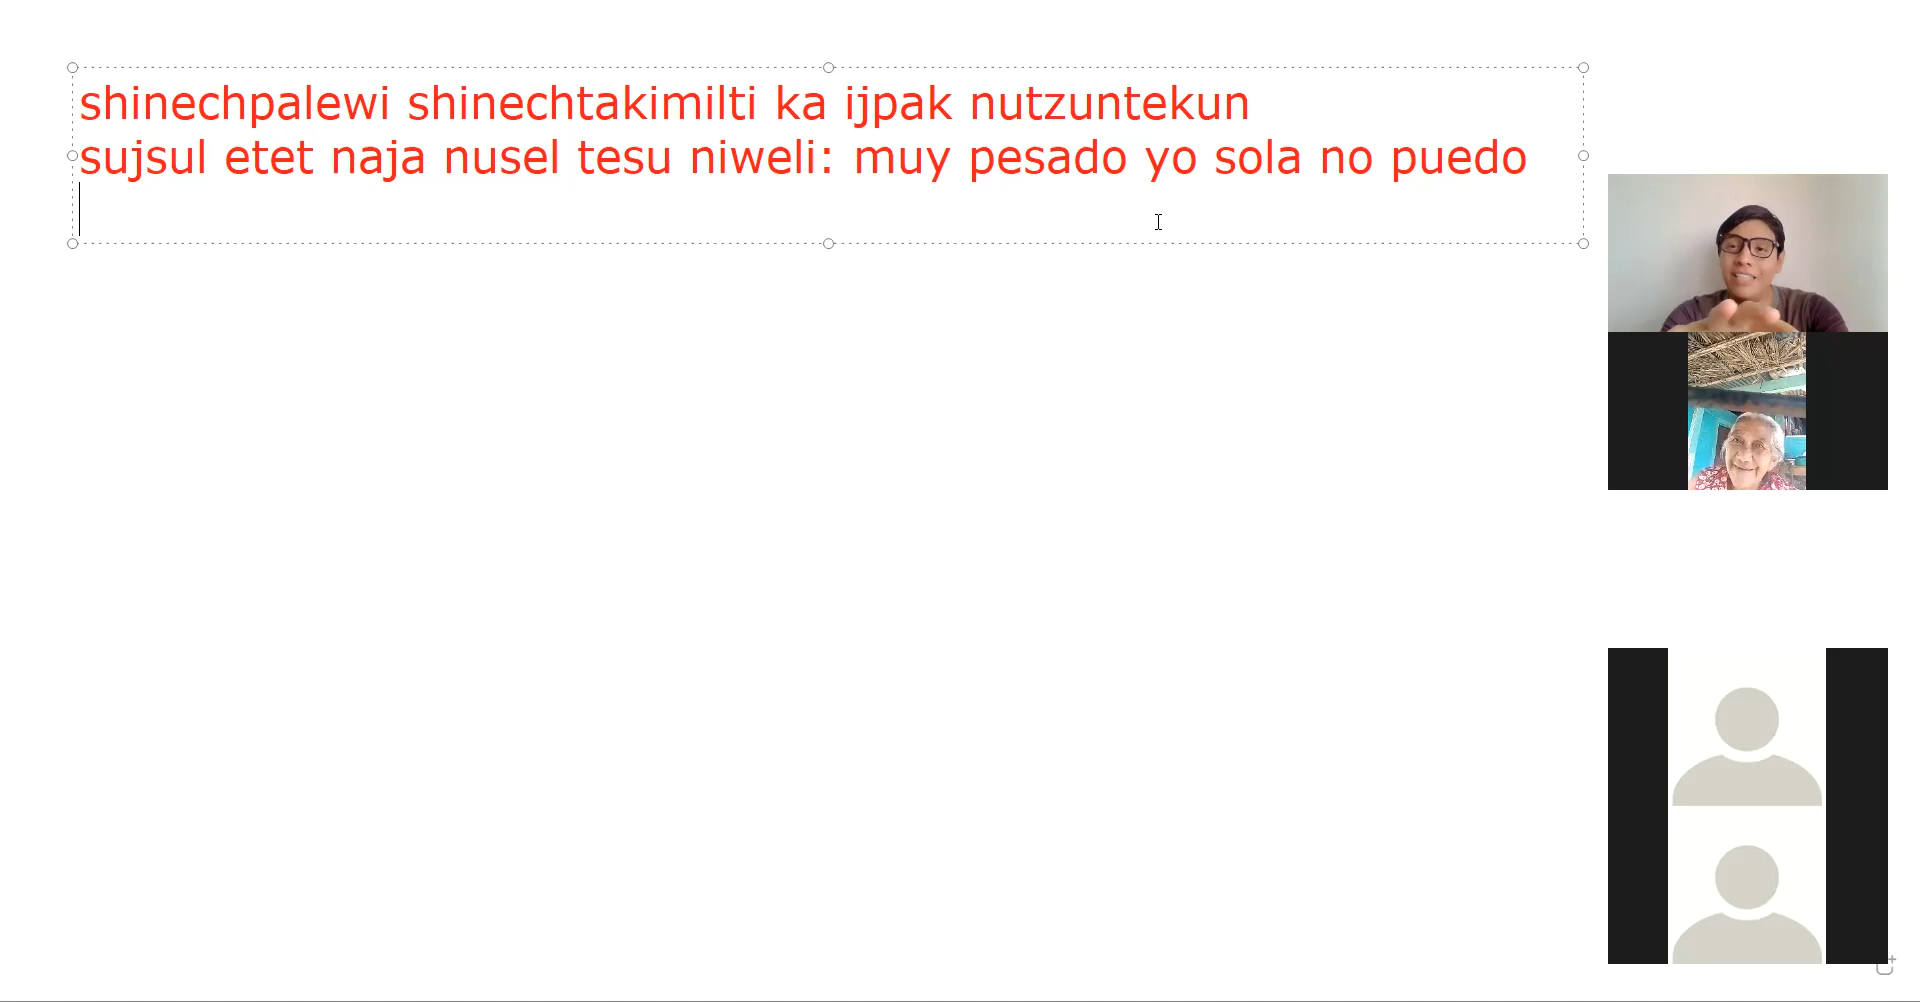 shinechpalewi shinechtakimilti ka ijpak nutzuntekun
sujsul etet naja nusel tesu niweli: muy pesado yo sola no puedo